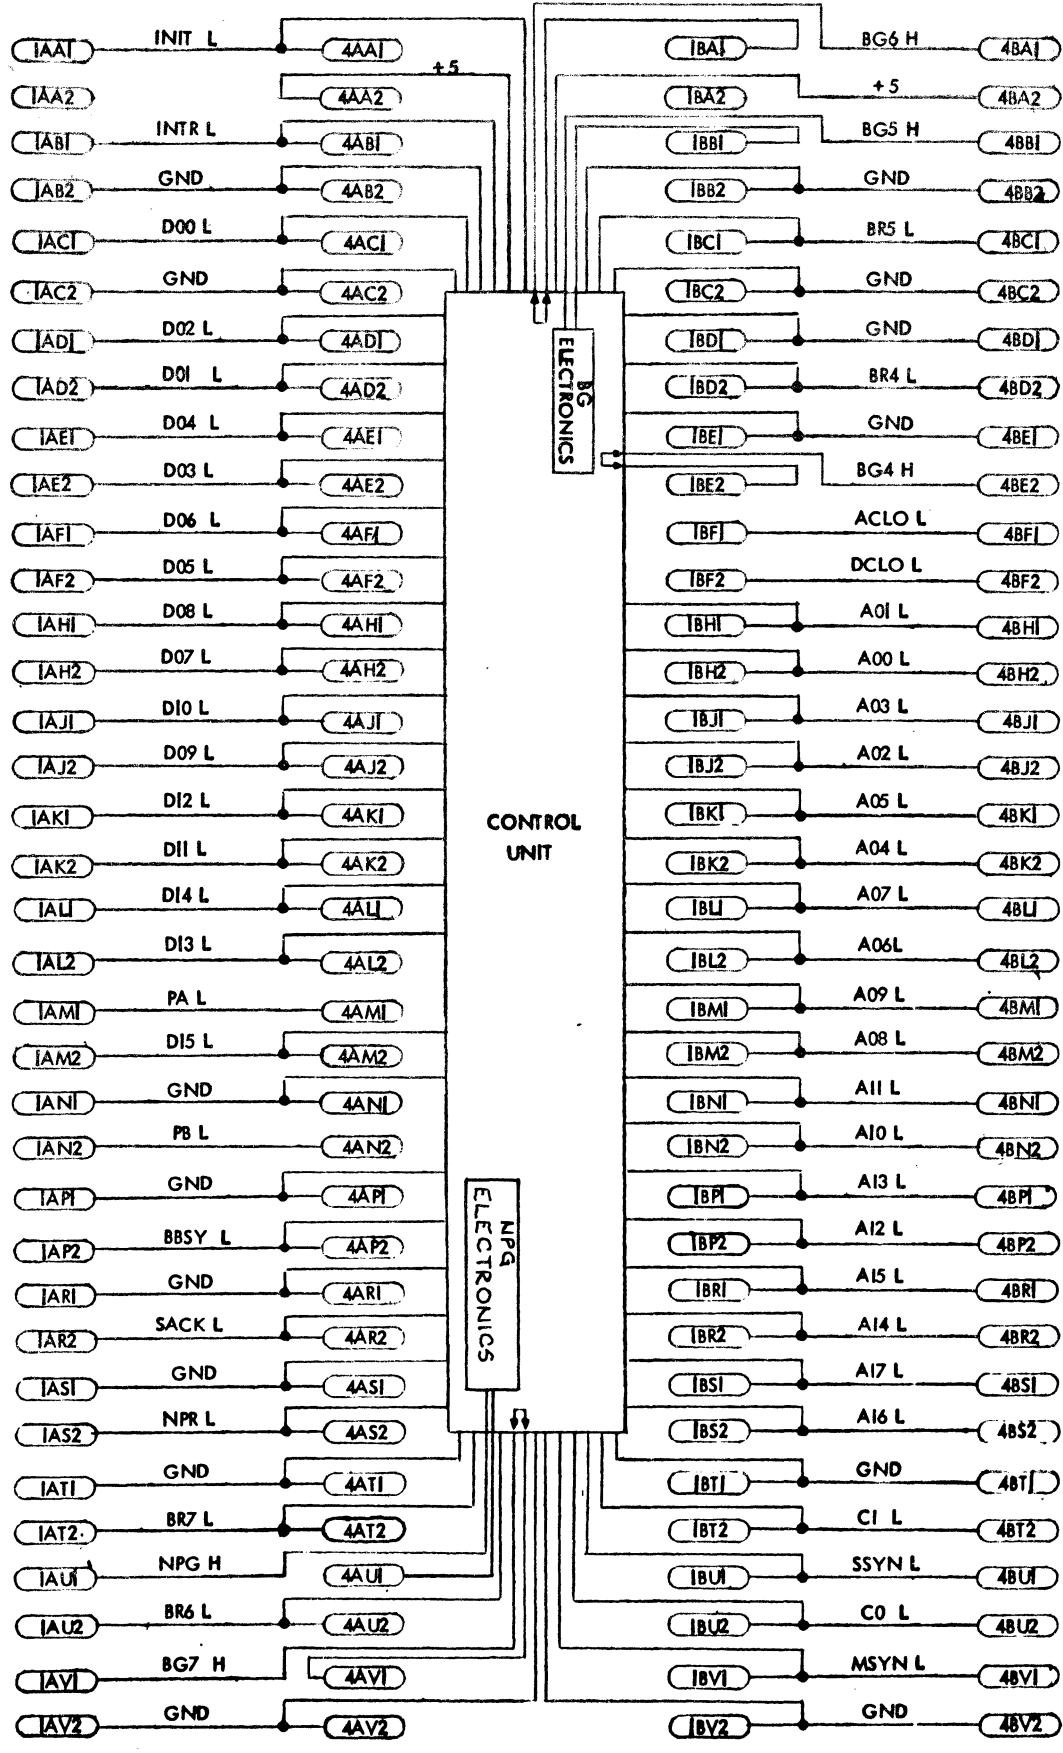 1AA1 INIT L 4AA1 1BA1 BG6 H 4BA1
1AA2 +5 4AA2 1BA2 +5 4BA2
1AB1 INTR L 4AB1 1BB1 BG5 H 4BB1
1AB2 GND 4AB2 1BB2 GND 4BB2
1AC1 D00 L 4AC1 1BC1 BR5 L 4BC1
1AC2 GND 4AC2 1BC2 GND 4BC2
1AD1 D02 L 4AD1 1BD1 GND 4BD1
1AD2 D01 L 4AD2 1BD2 BR4 L 4BD2
BG
ELECTRONICS
1AE1 D04 L 4AE1 1BE1 GND 4BE1
1AE2 D03 L 4AE2 1BE2 BG4 H 4BE2
1AF1 D06 L 4AF1 1BF1 ACLO L 4BF1
1AF2 D05 L 4AF2 1BF2 DCLO L 4BF2
1AH1 D08 L 4AH1 1BH1 A01 L 4BH1
1AH2 D07 L 4AH2 1BH2 A00 L 4BH2
1AJ1 D10 L 4AJ1 1BJ1 A03 L 4BJ1
1AJ2 D09 L 4AJ2 1BJ2 A02 L 4BJ2
1AK1 D12 L 4AK1 1BK1 A05 L 4BK1
CONTROL
UNIT
1AK2 D11 L 4AK2 1BK2 A04 L 4BK2
1AL1 D14 L 4AL1 1BL1 A07 L 4BL1
1AL2 D13 L 4AL2 1BL2 A06L 4BL2
1AM1 PA L 4AM1 1BM1 A09 L 4BM1
1AM2 D15 L 4AM2 1BM2 A08 L 4BM2
1AN1 GND 4AN1 1BN1 A11 L 4BN1
1AN2 PB L 4AN2 1BN2 A10 L 4BN2
1AP1 GND 4AP1 1BP1 A13 L 4BP1
1AP2 BBSY L 4AP2 1BP2 A12 L 4BP2
NPG
ELECTRONICS
1AR1 GND 4AR1 1BR1 A15 L 4BR1
1AR2 SACK L 4AR2 1BR2 A14 L 4BR2
1AS1 GND 4AS1 1BS1 A17 L 4BS1
1AS2 NPR L 4AS2 1BS2 A16 L 4BS2
1AT1 GND 4AT1 1BT1 GND 4BT1
1AT2 BR7 L 4AT2 1BT2 C1 L 4BT2
1AU1 NPG H 4AU1 1BU1 SSYN L 4BU1
1AU2 BR6 L 4AU2 1BU2 C0 L 4BU2
1AV1 BG7 H 4AV1 1BV1 MSYN L 4BV1
1AV2 GND 4AV2 1BV2 GND 4BV2